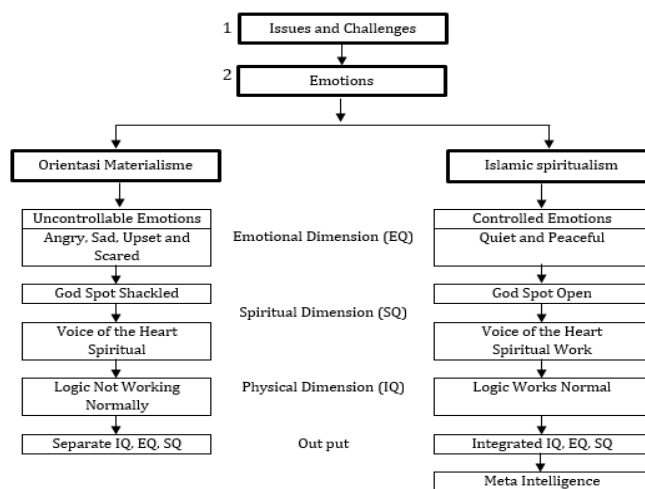 1 Issues and Challenges
2 Emotions
Orientasi Materialisme
Islamic spiritualism
Uncontrollable Emotions
Angry, Sad, Upset and
Scared
Emotional Dimension (EQ)
Controlled Emotions
Quiet and Peaceful
God Spot Shackled
Spiritual Dimension (SQ)
God Spot Open
Voice of the Heart
Spiritual
Voice of the Heart
Spiritual Work
Logic Not Working
Normally
Physical Dimension (IQ)
Logic Works Normal
Separate IQ, EQ, SQ
Out put
Integrated IQ, EQ, SQ
Meta Intelligence